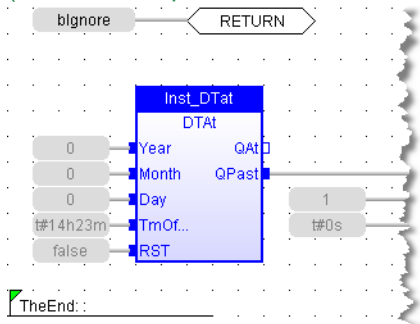 bIgnore RETURN
Inst_DTat
DTAt
0 Year QAt
0 Month QPast
0 Day 1
t#14h23m TmOf... t#0s
false RST
TheEnd: :